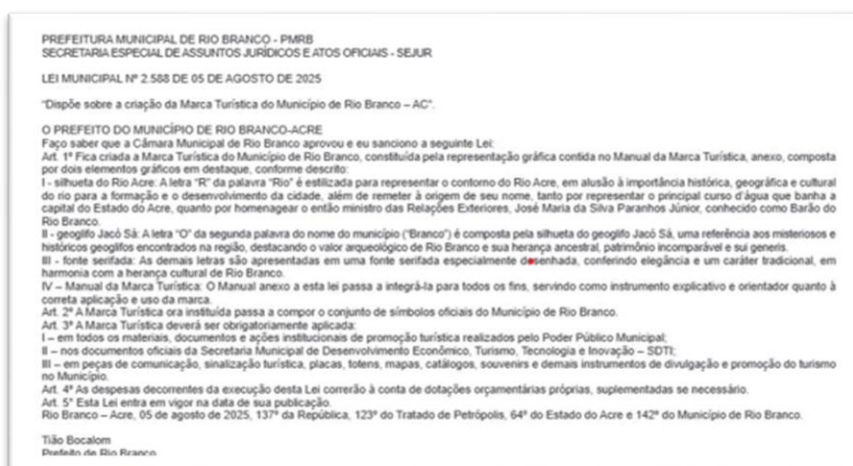 PREFEITURA MUNICIPAL DE RIO BRANCO - PMRB
SECRETARIA ESPECIAL DE ASSUNTOS JURÍDICOS E ATOS OFICIAIS - SEJUR
LEI MUNICIPAL Nº 2.588 DE 05 DE AGOSTO DE 2025
"Dispõe sobre a criação da Marca Turística do Município de Rio Branco – AC".
O PREFEITO DO MUNICÍPIO DE RIO BRANCO-ACRE
Faço saber que a Câmara Municipal de Rio Branco aprovou e eu sanciono a seguinte Lei:
Art. 1º Fica criada a Marca Turística do Município de Rio Branco, constituída pela representação gráfica contida no Manual da Marca Turística, anexo, composta
por dois elementos gráficos em destaque, conforme descrito:
I - silhueta do Rio Acre: A letra "R" da palavra "Rio" é estilizada para representar o contorno do Rio Acre, em alusão à importância histórica, geográfica e cultural
do rio para a formação e o desenvolvimento da cidade, além de remeter à origem de seu nome, tanto por representar o principal curso d'água que banha a
capital do Estado do Acre, quanto por homenagear o então ministro das Relações Exteriores, José Maria da Silva Paranhos Júnior, conhecido como Barão do
Rio Branco.
II - geoglifo Jacó Sá: A letra "O" da segunda palavra do nome do município ("Branco") é composta pela silhueta do geoglifo Jacó Sá, uma referência aos misteriosos e
históricos geoglifos encontrados na região, destacando o valor arqueológico de Rio Branco e sua herança ancestral, patrimônio incomparável e sui generis.
III - fonte serifada: As demais letras são apresentadas em uma fonte serifada especialmente desenhada, conferindo elegância e um caráter tradicional, em
harmonia com a herança cultural de Rio Branco.
IV – Manual da Marca Turística: O Manual anexo a esta lei passa a integrá-la para todos os fins, servindo como instrumento explicativo e orientador quanto à
correta aplicação e uso da marca.
Art. 2º A Marca Turística ora instituída passa a compor o conjunto de símbolos oficiais do Município de Rio Branco.
Art. 3º A Marca Turística deverá ser obrigatoriamente aplicada:
I – em todos os materiais, documentos e ações institucionais de promoção turística realizados pelo Poder Público Municipal;
II – nos documentos oficiais da Secretaria Municipal de Desenvolvimento Econômico, Turismo, Tecnologia e Inovação – SDTI;
III – em peças de comunicação, sinalização turística, placas, totens, mapas, catálogos, souvenirs e demais instrumentos de divulgação e promoção do turismo
no Município.
Art. 4º As despesas decorrentes da execução desta Lei correrão à conta de dotações orçamentárias próprias, suplementadas se necessário.
Art. 5° Esta Lei entra em vigor na data de sua publicação.
Rio Branco – Acre, 05 de agosto de 2025, 137º da República, 123º do Tratado de Petrópolis, 64º do Estado do Acre e 142º do Município de Rio Branco.
Tião Bocalom
Prefeito de Rio Branco